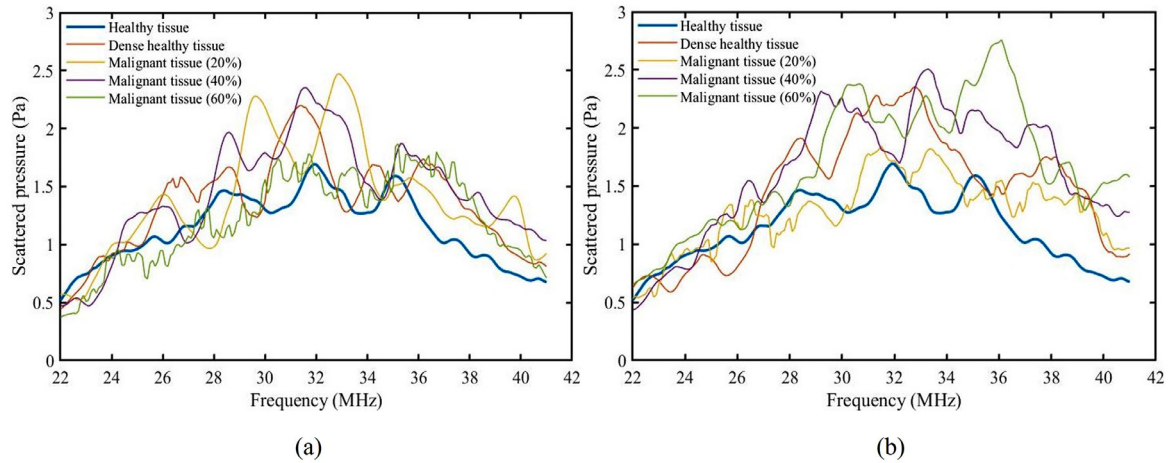 3
2.5
2
1.5
1
0.5
0
Scattered pressure (Pa)
Healthy tissue
Dense healthy tissue
Malignant tissue (20%)
Malignant tissue (40%)
Malignant tissue (60%)
22 24 26 28 30 32 34 36 38 40 42
Frequency (MHz)
(a)
3
2.5
2
1.5
1
0.5
0
Scattered pressure (Pa)
Healthy tissue
Dense healthy tissue
Malignant tissue (20%)
Malignant tissue (40%)
Malignant tissue (60%)
22 24 26 28 30 32 34 36 38 40 42
Frequency (MHz)
(b)